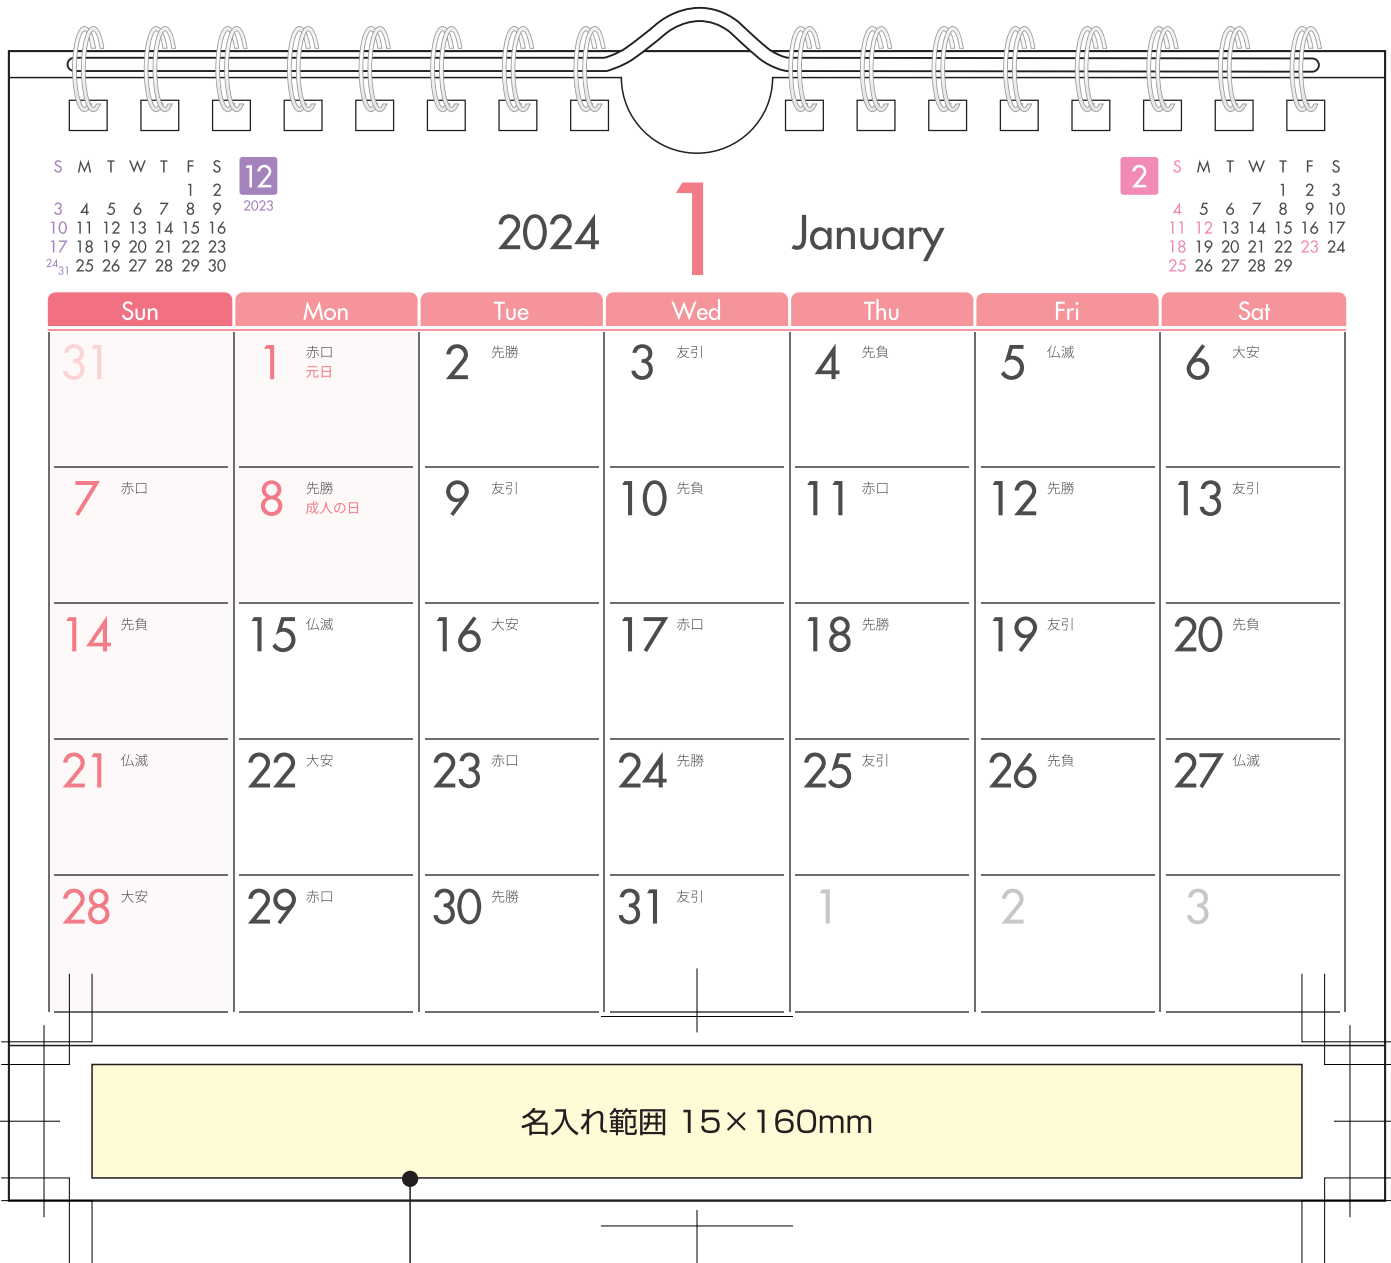 S M T W T F S
1 2
3 4 5 6 7 8 9
10 11 12 13 14 15 16
17 18 19 20 21 22 23
24/31 25 26 27 28 29 30
12
2023
2024 1 January
2
S M T W T F S
1 2 3
4 5 6 7 8 9 10
11 12 13 14 15 16 17
18 19 20 21 22 23 24
25 26 27 28 29
Sun Mon Tue Wed Thu Fri Sat
31 1 赤口 2 先勝 3 友引 4 先負 5 仏滅 6 大安
元日
7 赤口 8 先勝 9 友引 10 先負 11 赤口 12 先勝 13 友引
成人の日
14 先負 15 仏滅 16 大安 17 赤口 18 先勝 19 友引 20 先負
21 仏滅 22 大安 23 赤口 24 先勝 25 友引 26 先負 27 仏滅
28 大安 29 赤口 30 先勝 31 友引 1 2 3
名入れ範囲 15×160mm